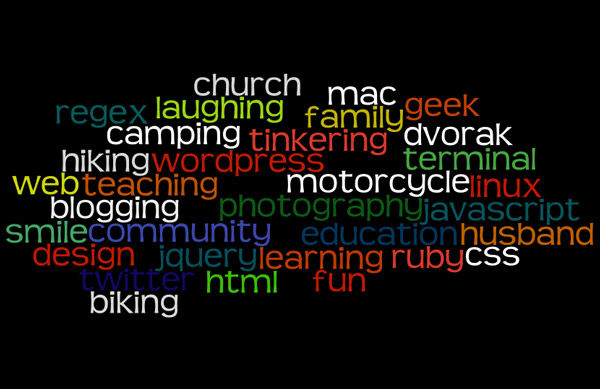 church
mac
regex laughing family geek
camping tinkering dvorak
hiking wordpress terminal
web teaching motorcycle linux
blogging photography javascript
smile community education husband
design jquery learning ruby css
twitter html fun
biking